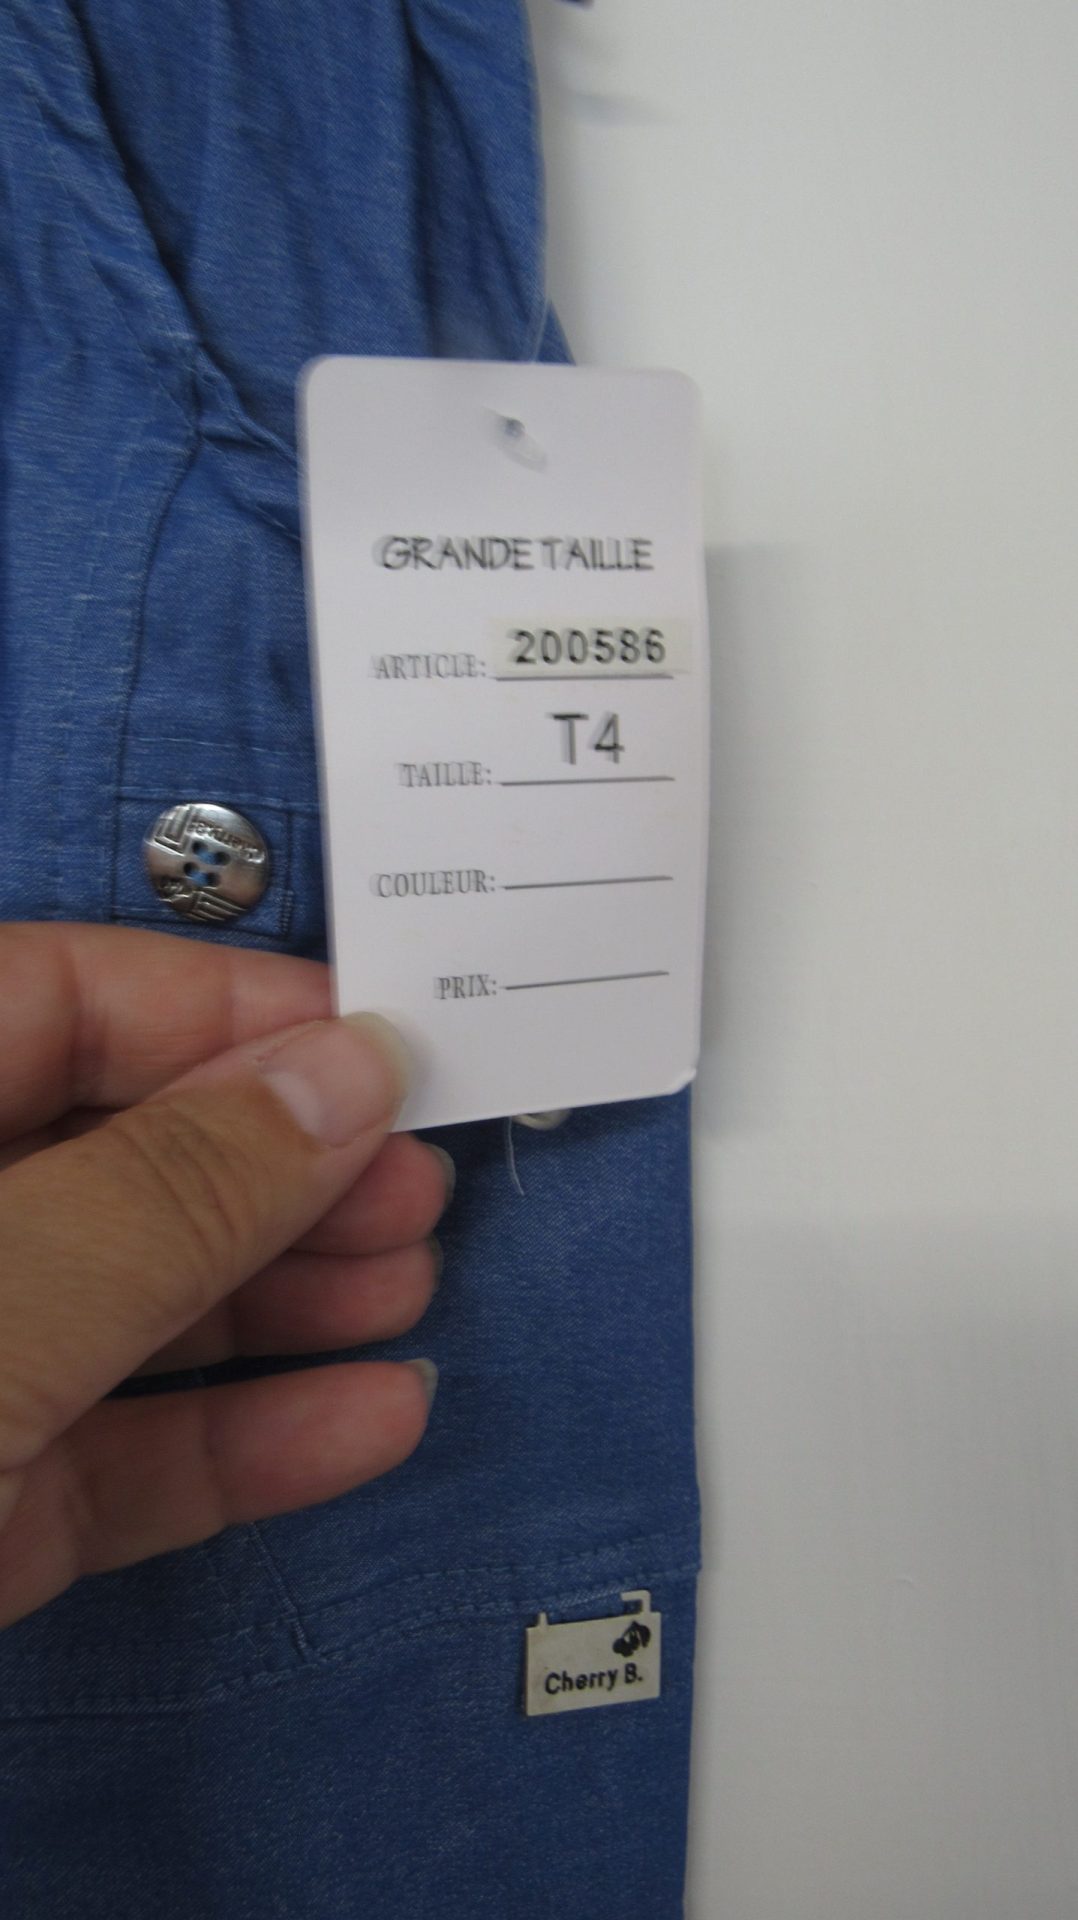 GRANDE TAILLE
ARTICLE: 200586
TAILLE: T4
COULEUR:
PRIX:
Cherry B.